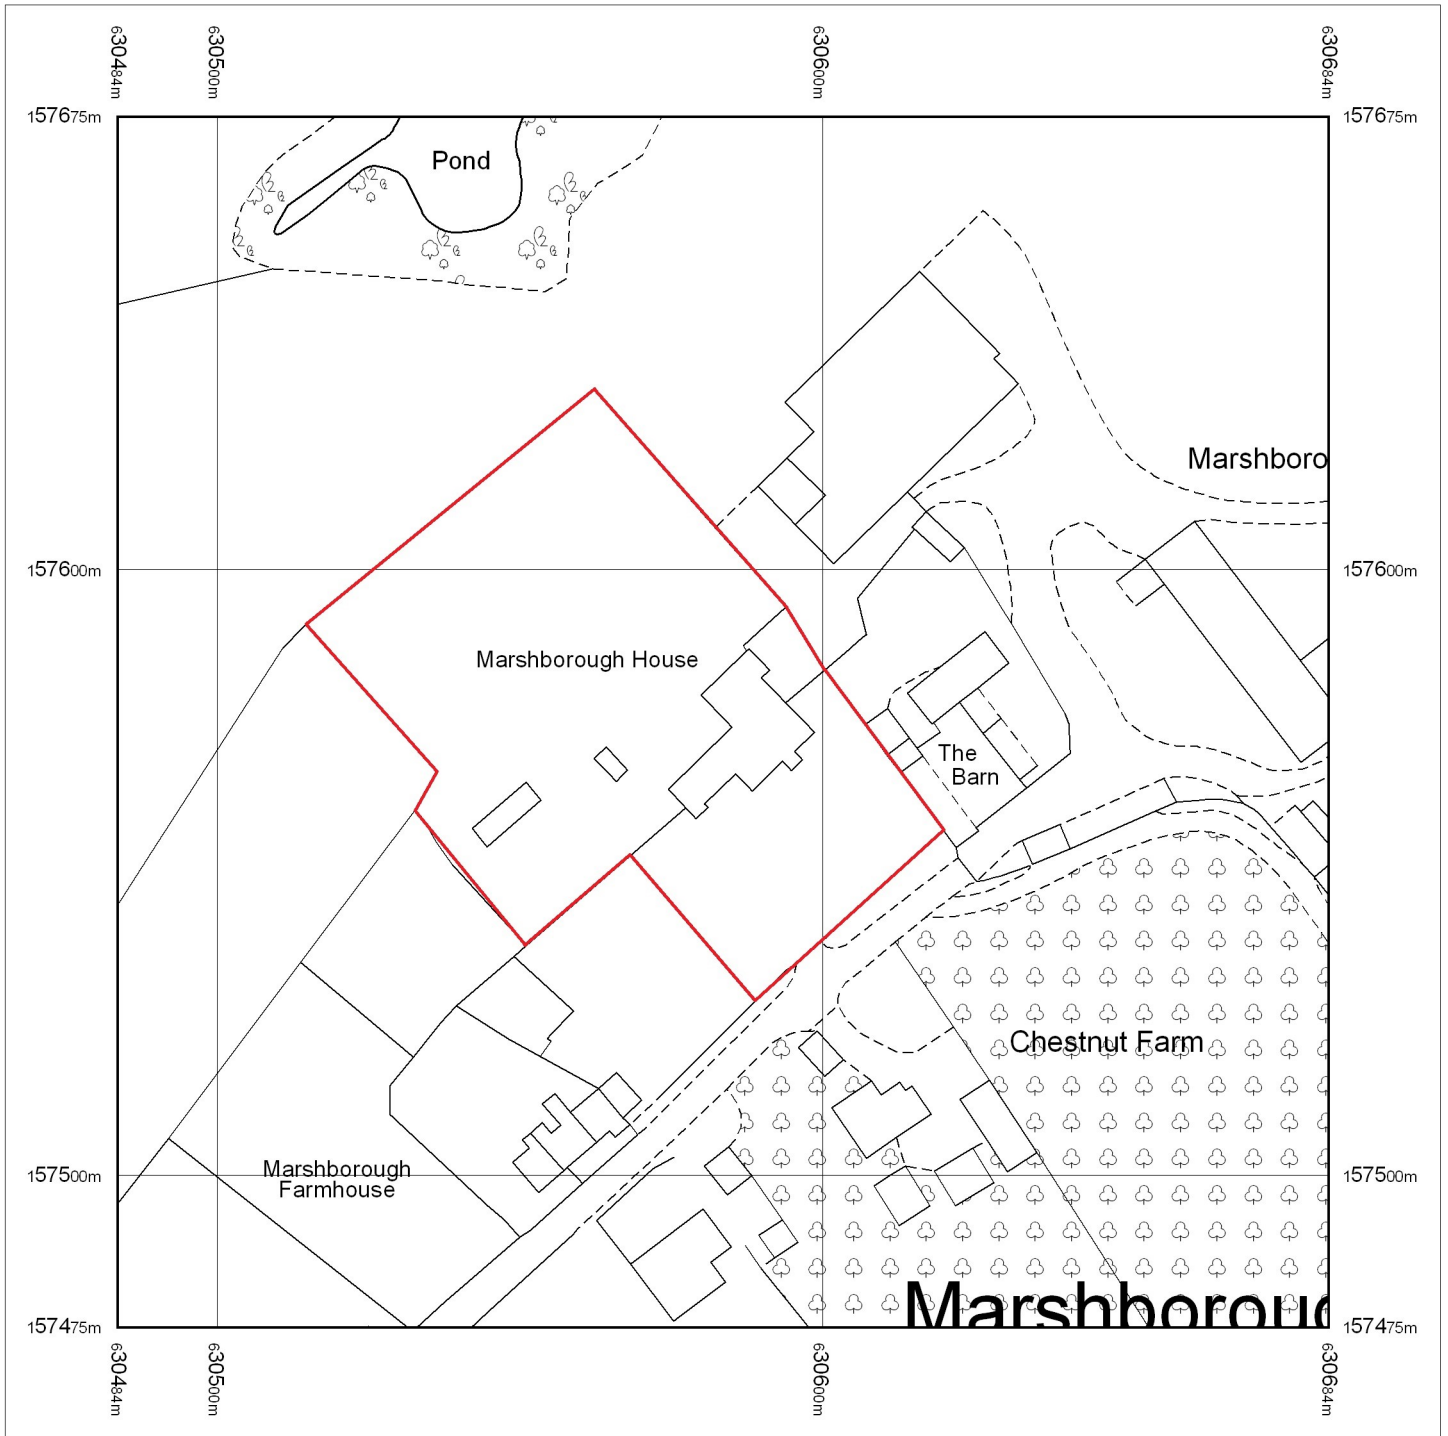 630484m
630500m
630600m
630684m
157675m
157675m
Pond
Marshboro
157600m
157600m
Marshborough House
The
Barn
Chestnut Farm
Marshborough
Farmhouse
157500m
157500m
Marshboroug
157475m
157475m
630484m
630500m
630600m
630684m